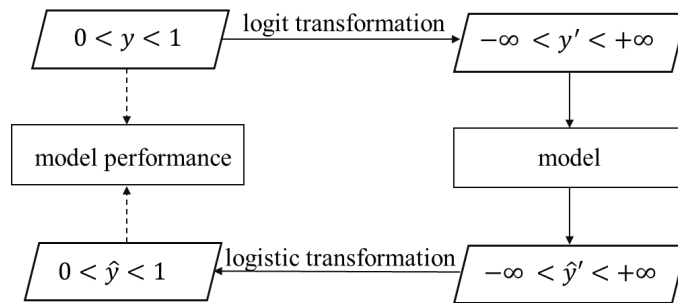 0 < y < 1
logit transformation
−∞ < y′ < +∞
model performance
model
0 < ŷ < 1
logistic transformation
−∞ < ŷ′ < +∞